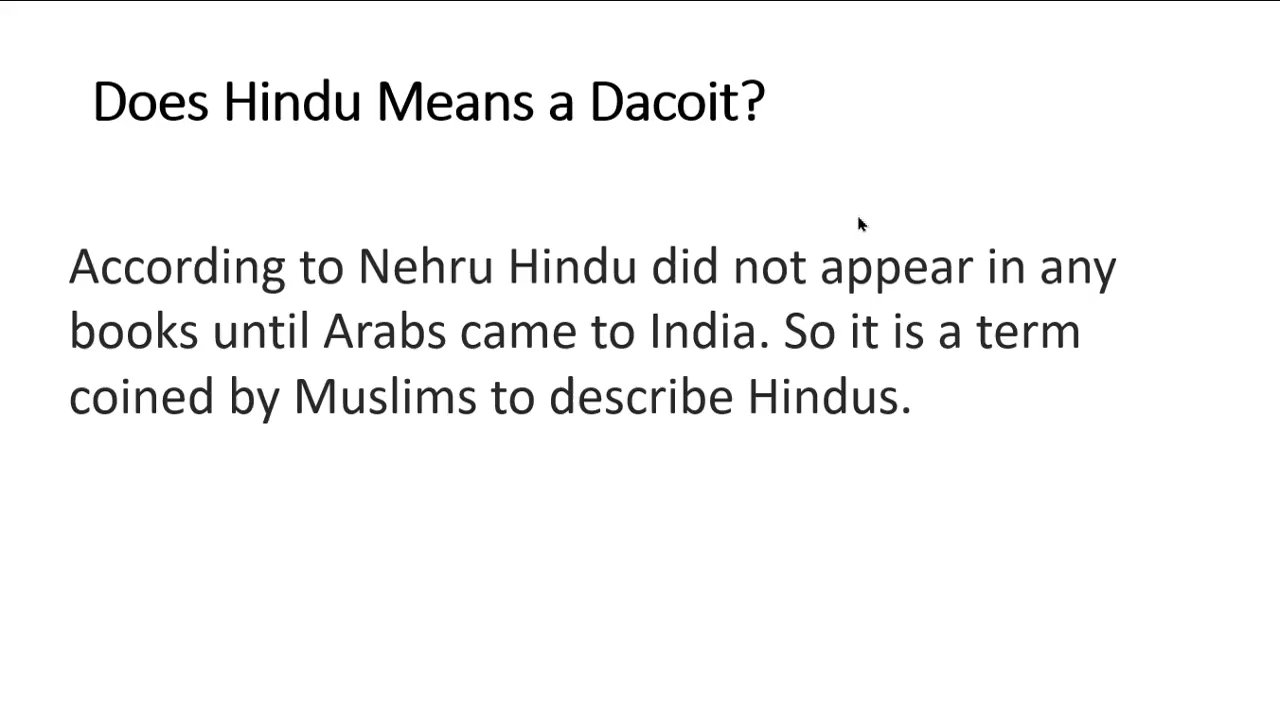 Does Hindu Means a Dacoit?
According to Nehru Hindu did not appear in any
books until Arabs came to India. So it is a term
coined by Muslims to describe Hindus.